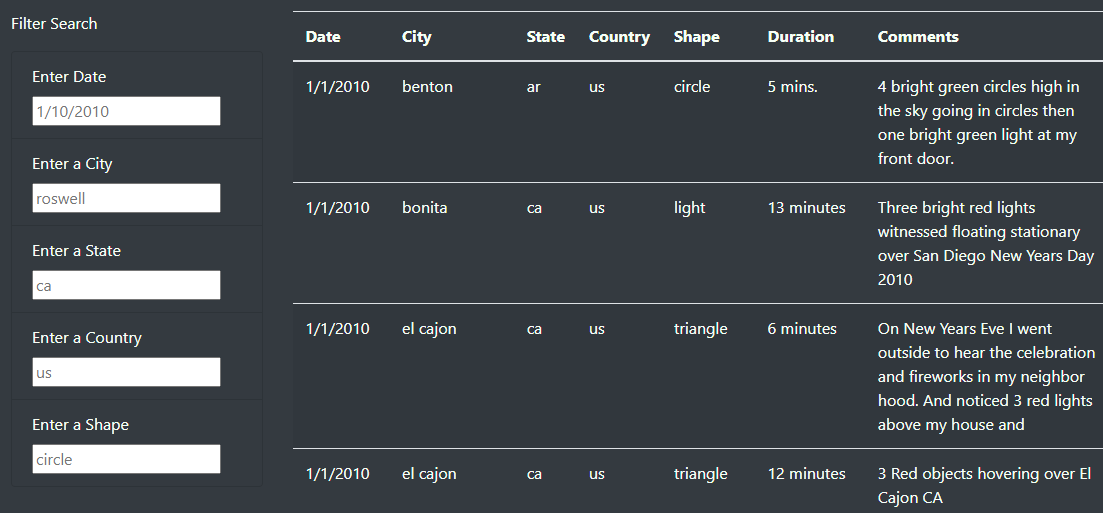 Filter Search
Enter Date
1/10/2010
Enter a City
roswell
Enter a State
ca
Enter a Country
us
Enter a Shape
circle
Date City State Country Shape Duration Comments
1/1/2010 benton ar us circle 5 mins. 4 bright green circles high in
the sky going in circles then
one bright green light at my
front door.
1/1/2010 bonita ca us light 13 minutes Three bright red lights
witnessed floating stationary
over San Diego New Years Day
2010
1/1/2010 el cajon ca us triangle 6 minutes On New Years Eve I went
outside to hear the celebration
and fireworks in my neighbor
hood. And noticed 3 red lights
above my house and
1/1/2010 el cajon ca us triangle 12 minutes 3 Red objects hovering over El
Cajon CA